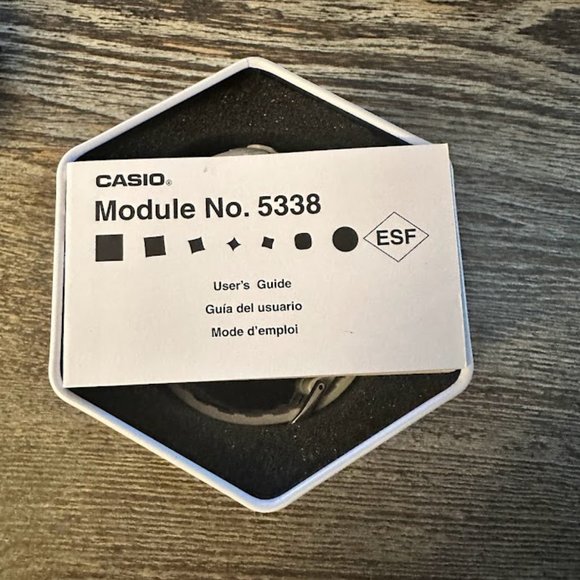 CASIO®
Module No. 5338
ESF
User's Guide
Guía del usuario
Mode d'emploi